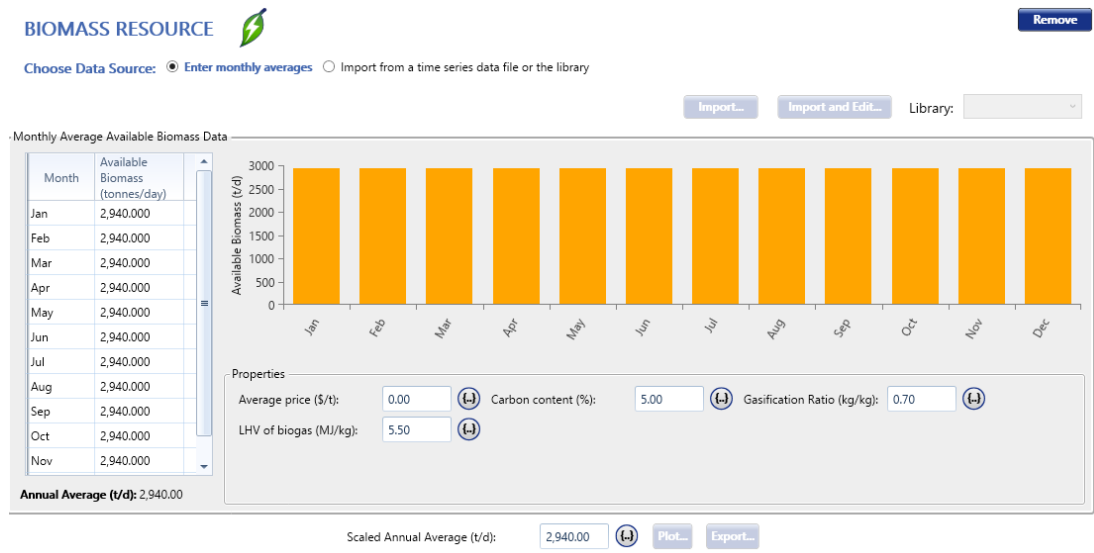 BIOMASS RESOURCE
Remove
Choose Data Source: Enter monthly averages Import from a time series data file or the library
Import... Import and Edit... Library:
Monthly Average Available Biomass Data
Month Available Biomass (tonnes/day)
Jan 2,940.000
Feb 2,940.000
Mar 2,940.000
Apr 2,940.000
May 2,940.000
Jun 2,940.000
Jul 2,940.000
Aug 2,940.000
Sep 2,940.000
Oct 2,940.000
Nov 2,940.000
Annual Average (t/d): 2,940.00
Available Biomass (t/d)
3000
2500
2000
1500
1000
500
0
Jan Feb Mar Apr May Jun Jul Aug Sep Oct Nov Dec
Properties
Average price ($/t): 0.00 {..} Carbon content (%): 5.00 {..} Gasification Ratio (kg/kg): 0.70 {..}
LHV of biogas (MJ/kg): 5.50 {..}
Scaled Annual Average (t/d): 2,940.00 {..} Plot... Export...